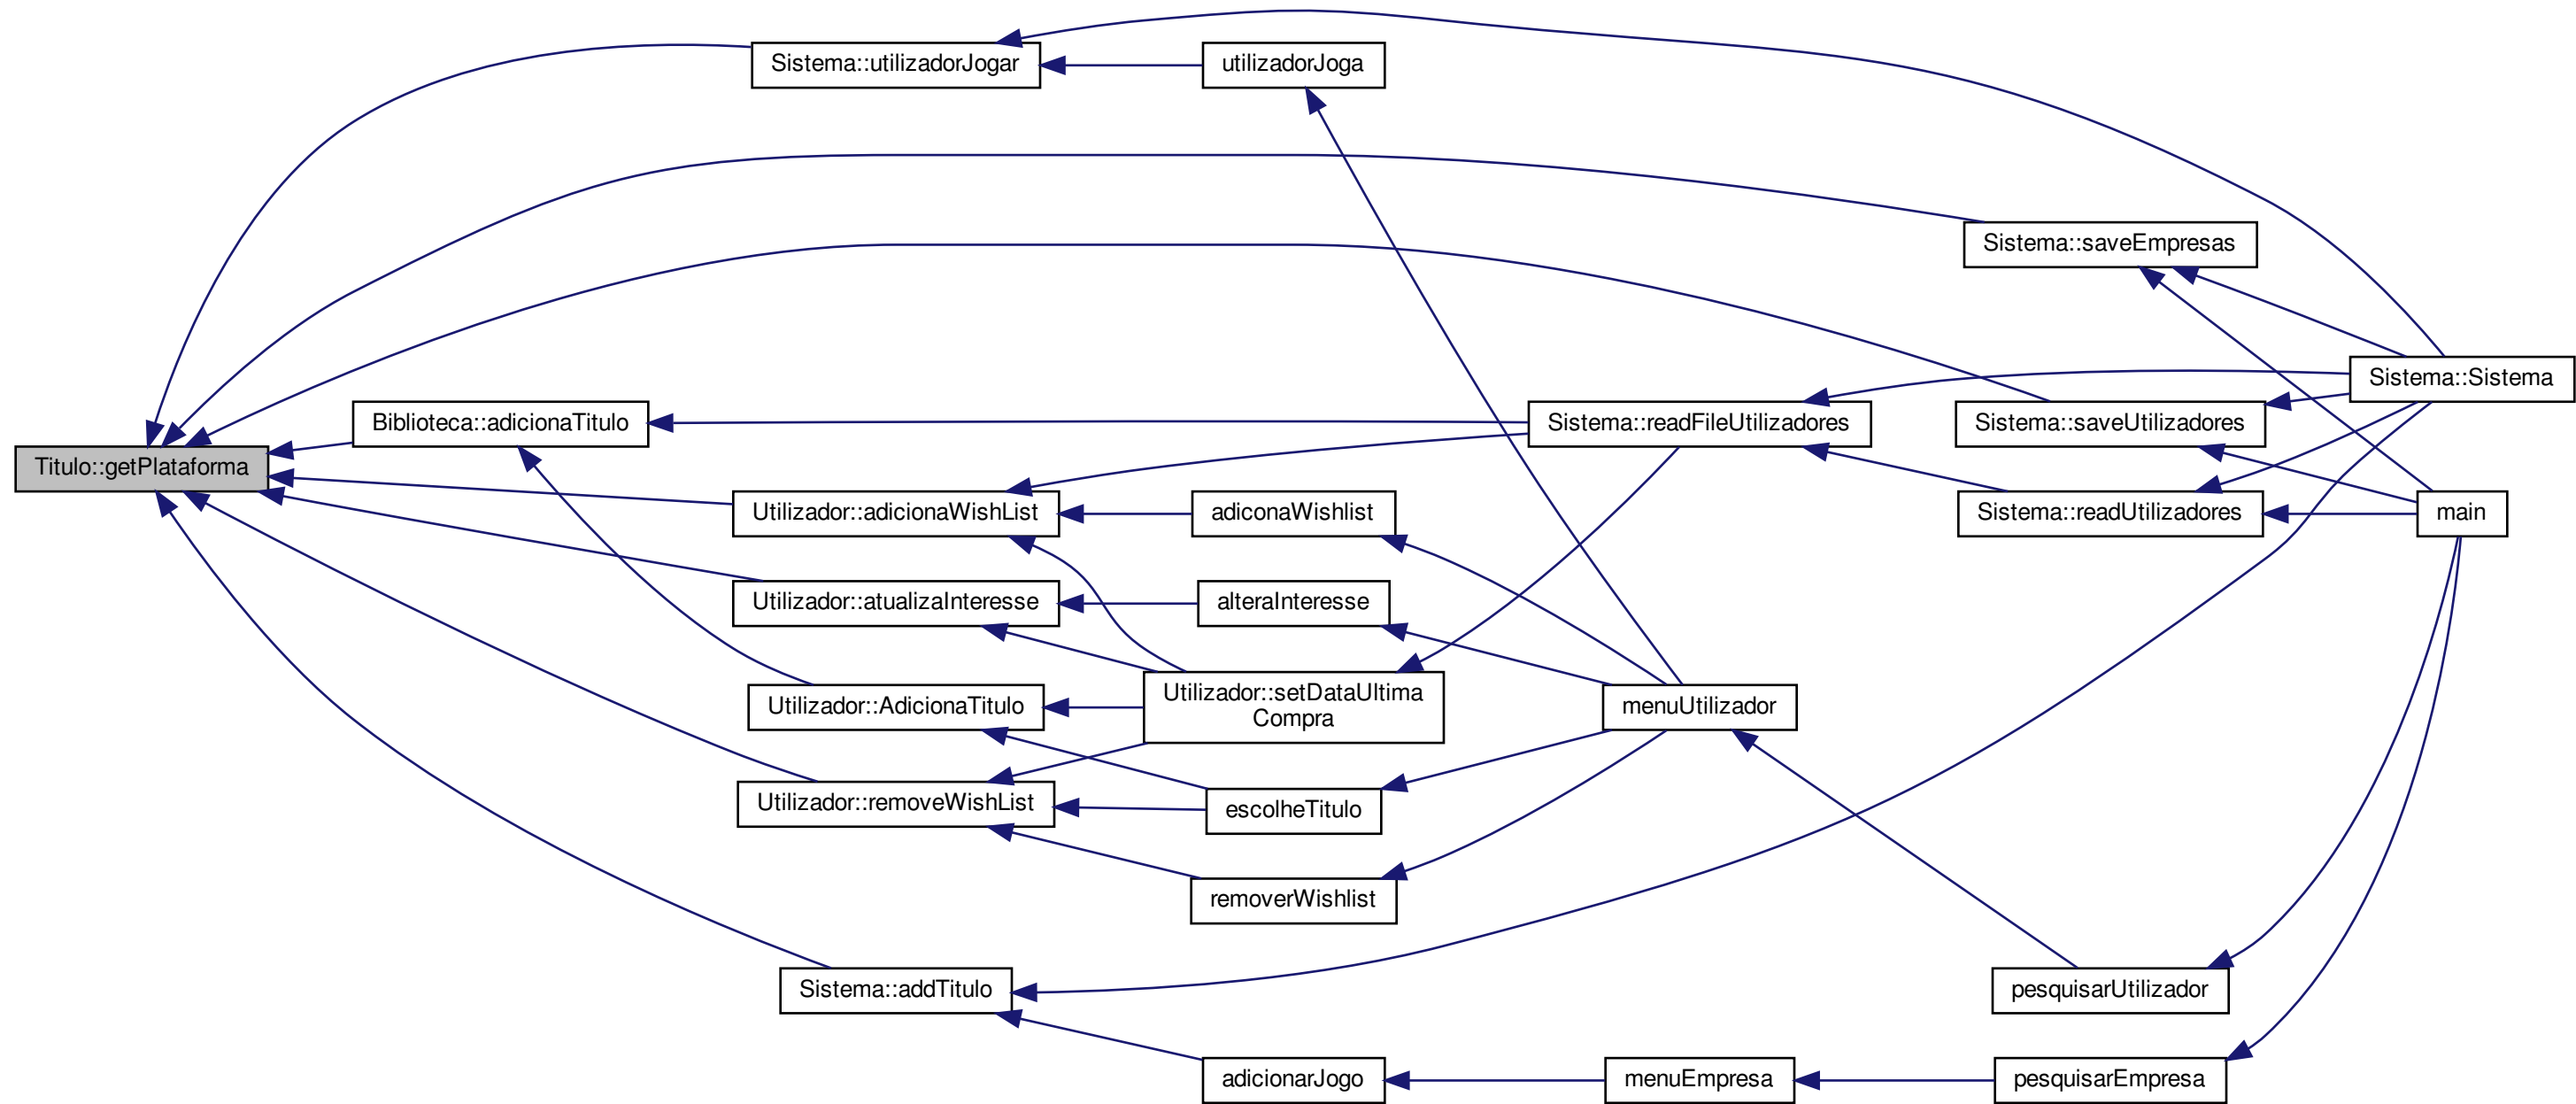 Sistema::utilizadorJogar
utilizadorJoga
Sistema::saveEmpresas
Sistema::Sistema
Biblioteca::adicionaTitulo
Sistema::readFileUtilizadores
Sistema::saveUtilizadores
Titulo::getPlataforma
Utilizador::adicionaWishList
adiconaWishlist
Sistema::readUtilizadores
main
Utilizador::atualizaInteresse
alteraInteresse
Utilizador::AdicionaTitulo
Utilizador::setDataUltima
Compra
menuUtilizador
Utilizador::removeWishList
escolheTitulo
removerWishlist
Sistema::addTitulo
pesquisarUtilizador
adicionarJogo
menuEmpresa
pesquisarEmpresa